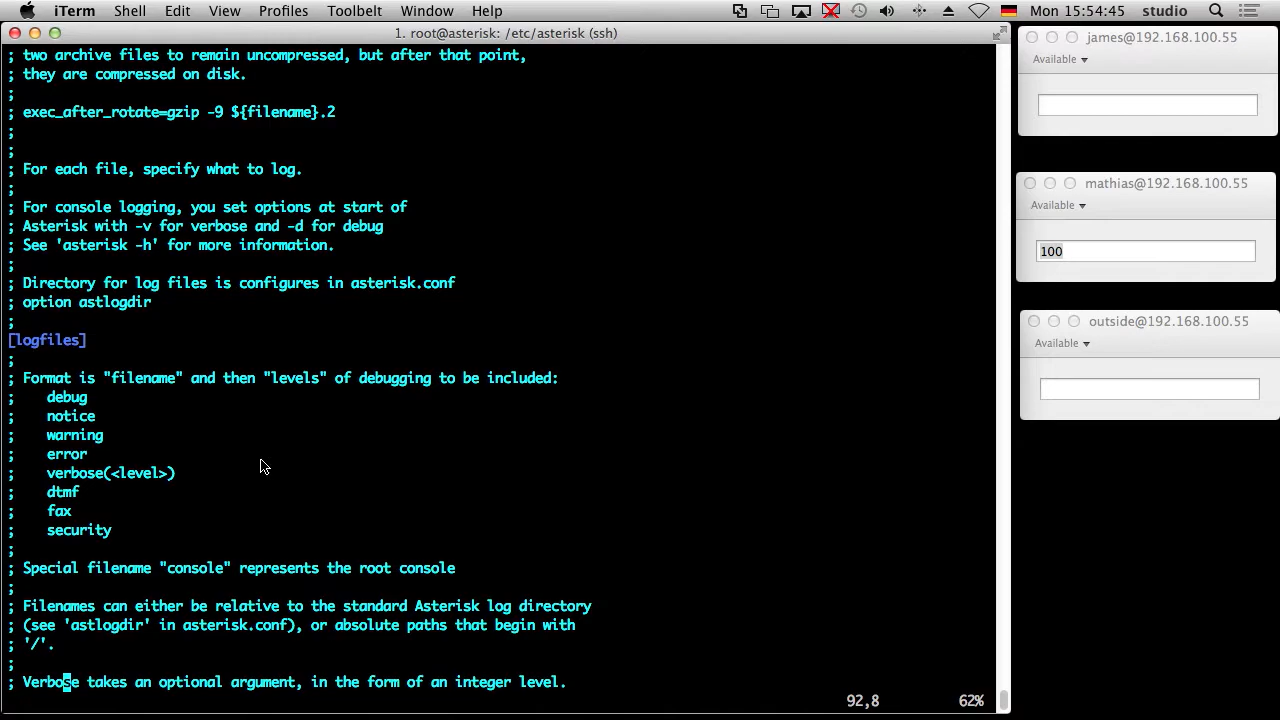 iTerm Shell Edit View Profiles Toolbelt Window Help Mon 15:54:45 studio
1. root@asterisk: /etc/asterisk (ssh)
; two archive files to remain uncompressed, but after that point,
; they are compressed on disk.
;
; exec_after_rotate=gzip -9 ${filename}.2
;
;
; For each file, specify what to log.
;
; For console logging, you set options at start of
; Asterisk with -v for verbose and -d for debug
; See 'asterisk -h' for more information.
;
; Directory for log files is configures in asterisk.conf
; option astlogdir
;
[logfiles]
;
; Format is "filename" and then "levels" of debugging to be included:
;    debug
;    notice
;    warning
;    error
;    verbose(<level>)
;    dtmf
;    fax
;    security
;
; Special filename "console" represents the root console
;
; Filenames can either be relative to the standard Asterisk log directory
; (see 'astlogdir' in asterisk.conf), or absolute paths that begin with
; '/'.
;
; Verbose takes an optional argument, in the form of an integer level.
92,8 62%
james@192.168.100.55
Available
mathias@192.168.100.55
Available
100
outside@192.168.100.55
Available